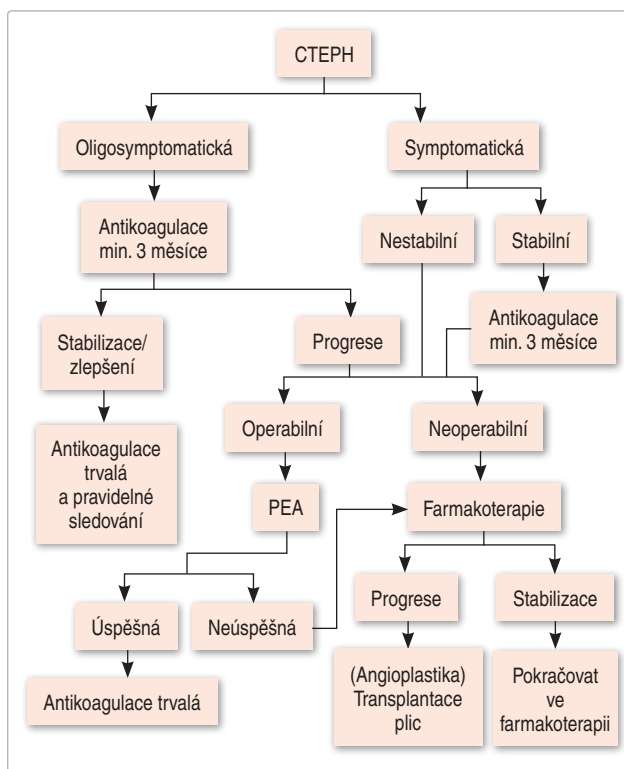 CTEPH
Oligosymptomatická
Symptomatická
Antikoagulace
min. 3 měsíce
Nestabilní
Stabilní
Stabilizace/
zlepšení
Progrese
Antikoagulace
min. 3 měsíce
Operabilní
Neoperabilní
Antikoagulace
trvalá
a pravidelné
sledování
PEA
Farmakoterapie
Úspěšná
Neúspěšná
Progrese
Stabilizace
Antikoagulace trvalá
(Angioplastika)
Transplantace
plic
Pokračovat
ve
farmakoterapii